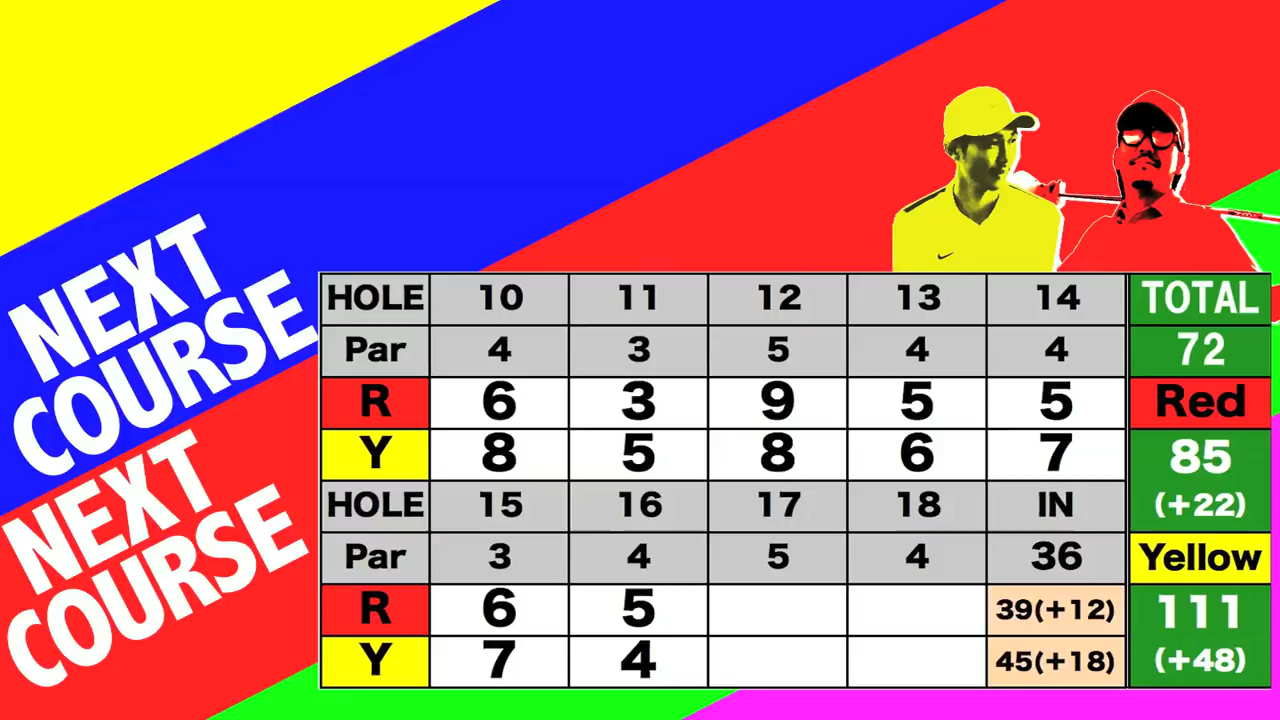 NEXT
COURSE
NEXT
COURSE
HOLE 10 11 12 13 14 TOTAL
Par 4 3 5 4 4 72
R 6 3 9 5 5 Red
Y 8 5 8 6 7 85
HOLE 15 16 17 18 IN (+22)
Par 3 4 5 4 36 Yellow
R 6 5 39(+12) 111
Y 7 4 45(+18) (+48)